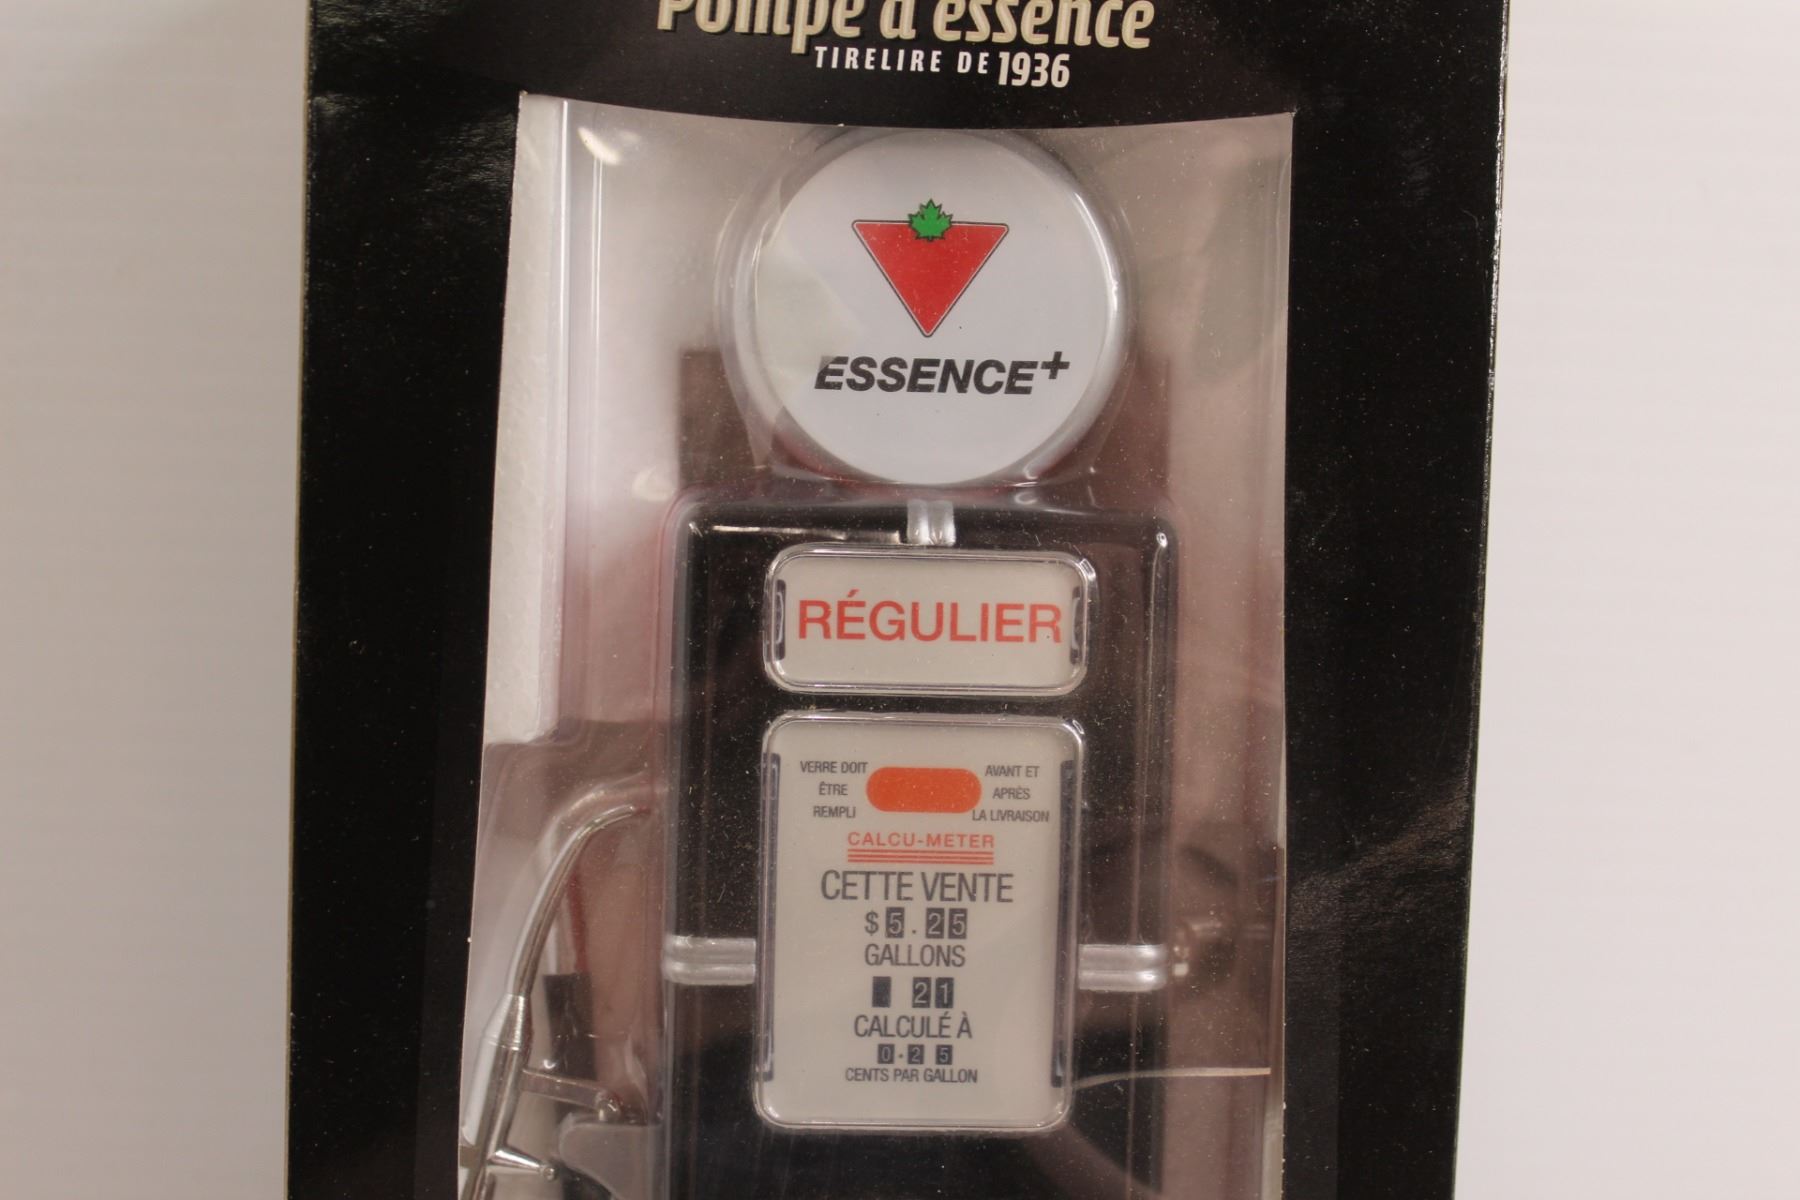 Pompe à essence
TIRELIRE DE 1936
ESSENCE+
RÉGULIER
VERRE DOIT
ÊTRE
REMPLI
AVANT ET
APRÈS
LA LIVRAISON
CALCU-METER
CETTE VENTE
$5.25
GALLONS
21
CALCULÉ À
0.25
CENTS PAR GALLON